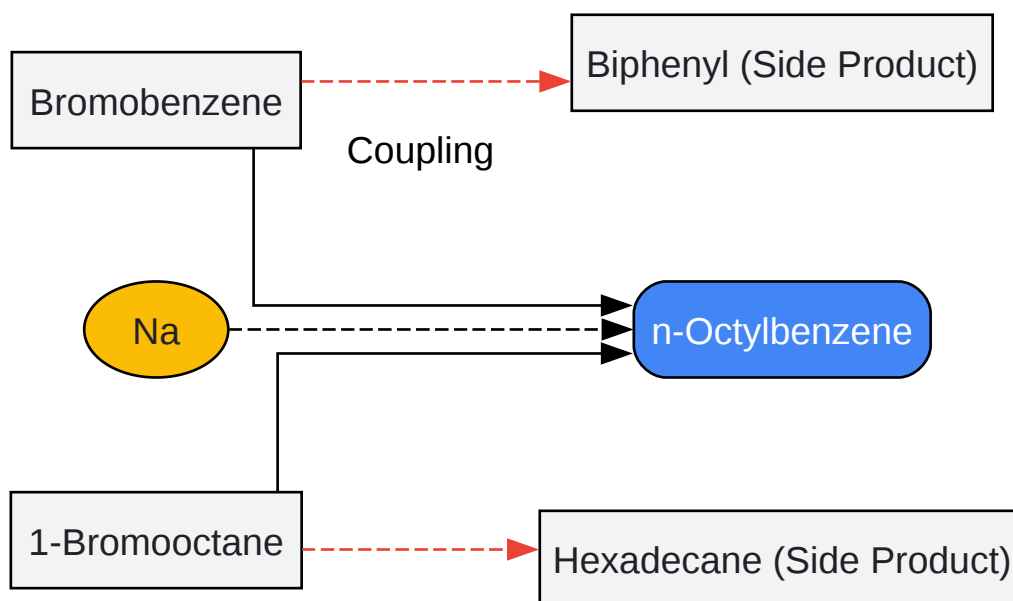 Biphenyl (Side Product)
Bromobenzene
Coupling
Na
n-Octylbenzene
1-Bromooctane
Hexadecane (Side Product)